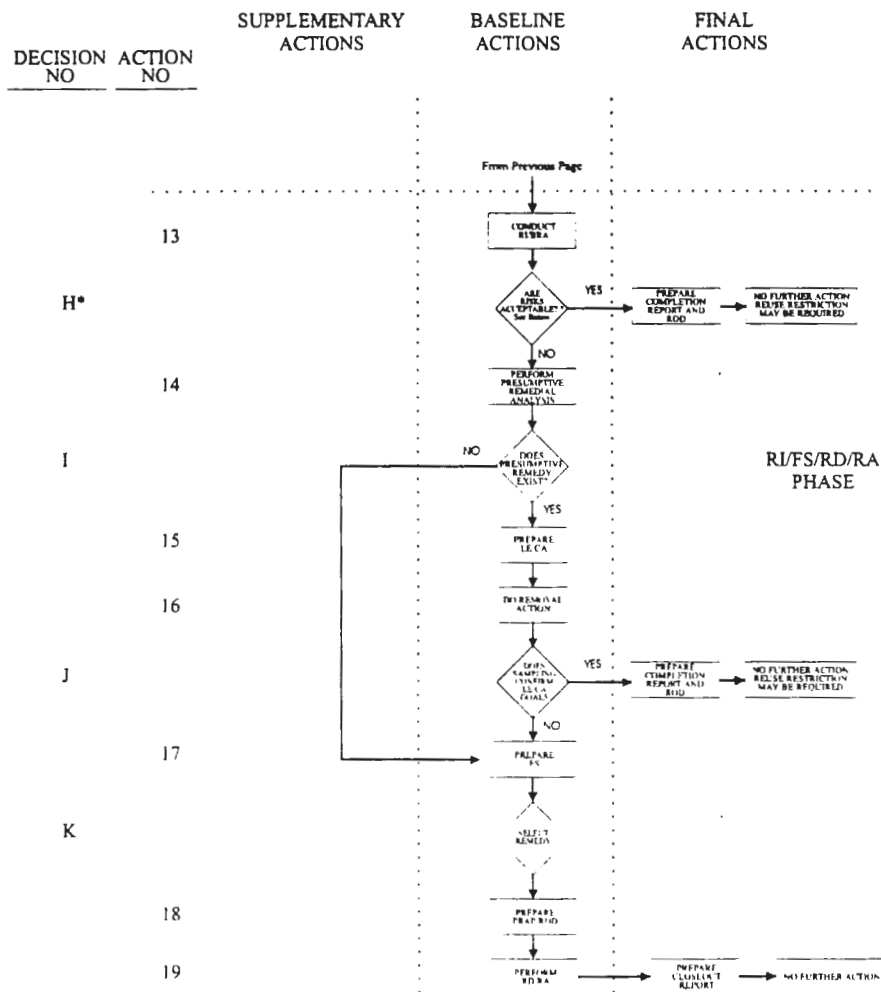 SUPPLEMENTARY
ACTIONS
BASELINE
ACTIONS
FINAL
ACTIONS
DECISION
NO
ACTION
NO
From Previous Page
13
CONDUCT
RI/BRA
H*
ARE
RISKS
ACCEPTABLE? *
See Below
YES
PREPARE
COMPLETION
REPORT AND
ROD
NO FURTHER ACTION
REUSE RESTRICTION
MAY BE REQUIRED
NO
14
PERFORM
PRESUMPTIVE
REMEDIAL
ANALYSIS
I
NO
DOES
PRESUMPTIVE
REMEDY
EXIST?
RI/FS/RD/RA
PHASE
YES
15
PREPARE
EE/CA
16
DO REMOVAL
ACTION
J
DOES
SAMPLING
CONFIRM
EE/CA
GOALS
YES
PREPARE
COMPLETION
REPORT AND
ROD
NO FURTHER ACTION
REUSE RESTRICTION
MAY BE REQUIRED
NO
17
PREPARE
FS
K
SELECT
REMEDY
18
PREPARE
PRAP/ROD
19
PERFORM
RD/RA
PREPARE
CLOSEOUT
REPORT
NO FURTHER ACTION